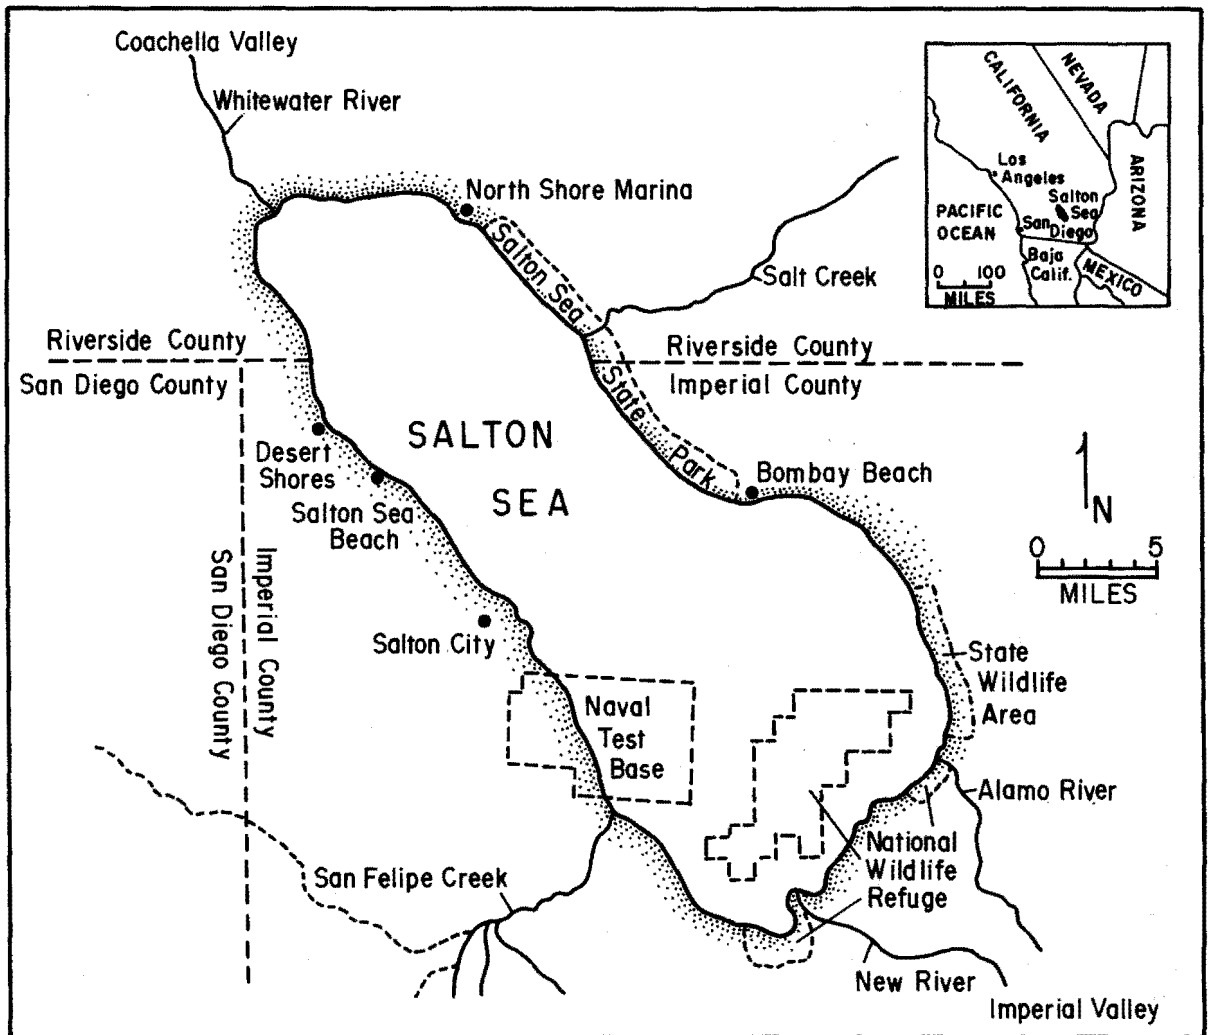 Coachella Valley
Whitewater River
North Shore Marina
Salton Sea
State
Park
Salt Creek
Riverside County
San Diego County
Riverside County
Imperial County
SALTON
SEA
Desert
Shores
Salton Sea
Beach
Bombay Beach
N
0 5
MILES
Imperial County
San Diego County
Salton City
Naval
Test
Base
State
Wildlife
Area
Alamo River
National
Wildlife
Refuge
San Felipe Creek
New River
Imperial Valley
CALIFORNIA
NEVADA
ARIZONA
Los
Angeles
Salton
Sea
PACIFIC
OCEAN
San
Diego
Baja
Calif.
MEXICO
0 100
MILES